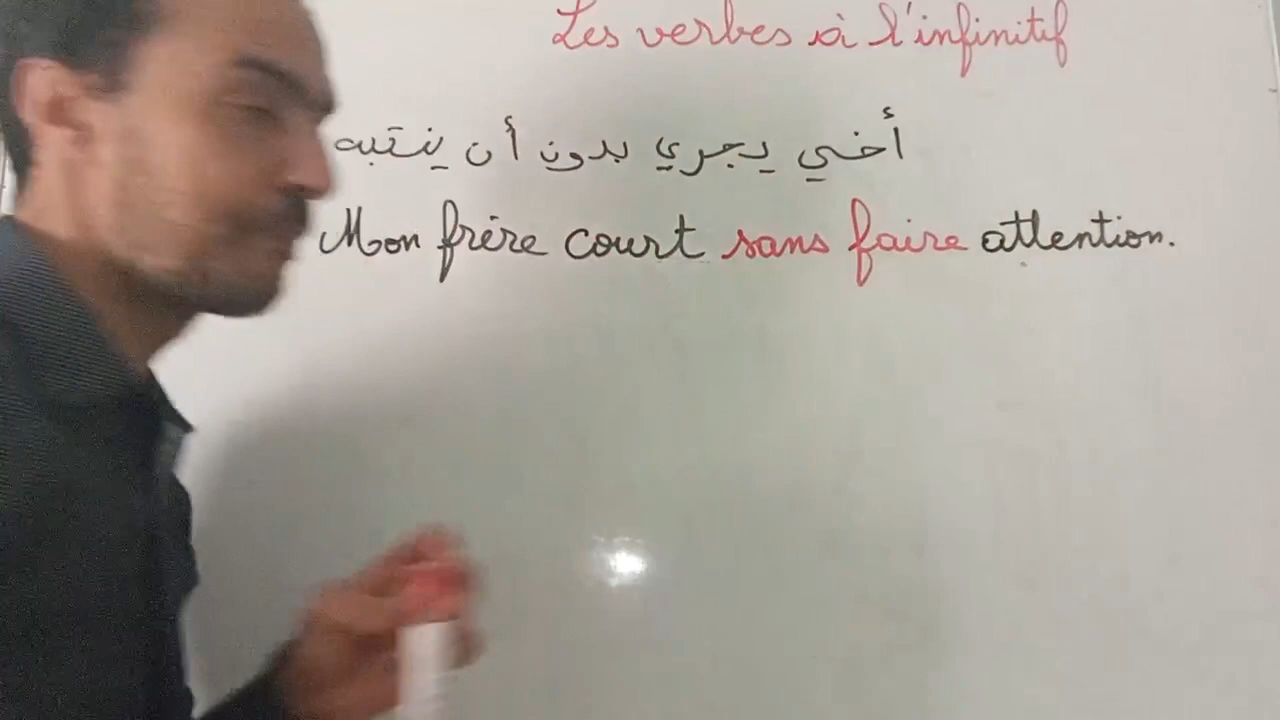 Les verbes à l'infinitif
أخي يجري بدون أن ينتبه
Mon frère court sans faire attention.